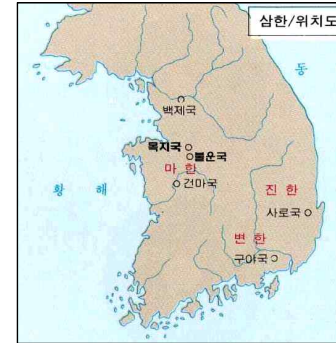 삼한/위치도
동
백제국
목지국
불운국
마 한
건마국
황 해
진 한
사로국
변 한
구야국